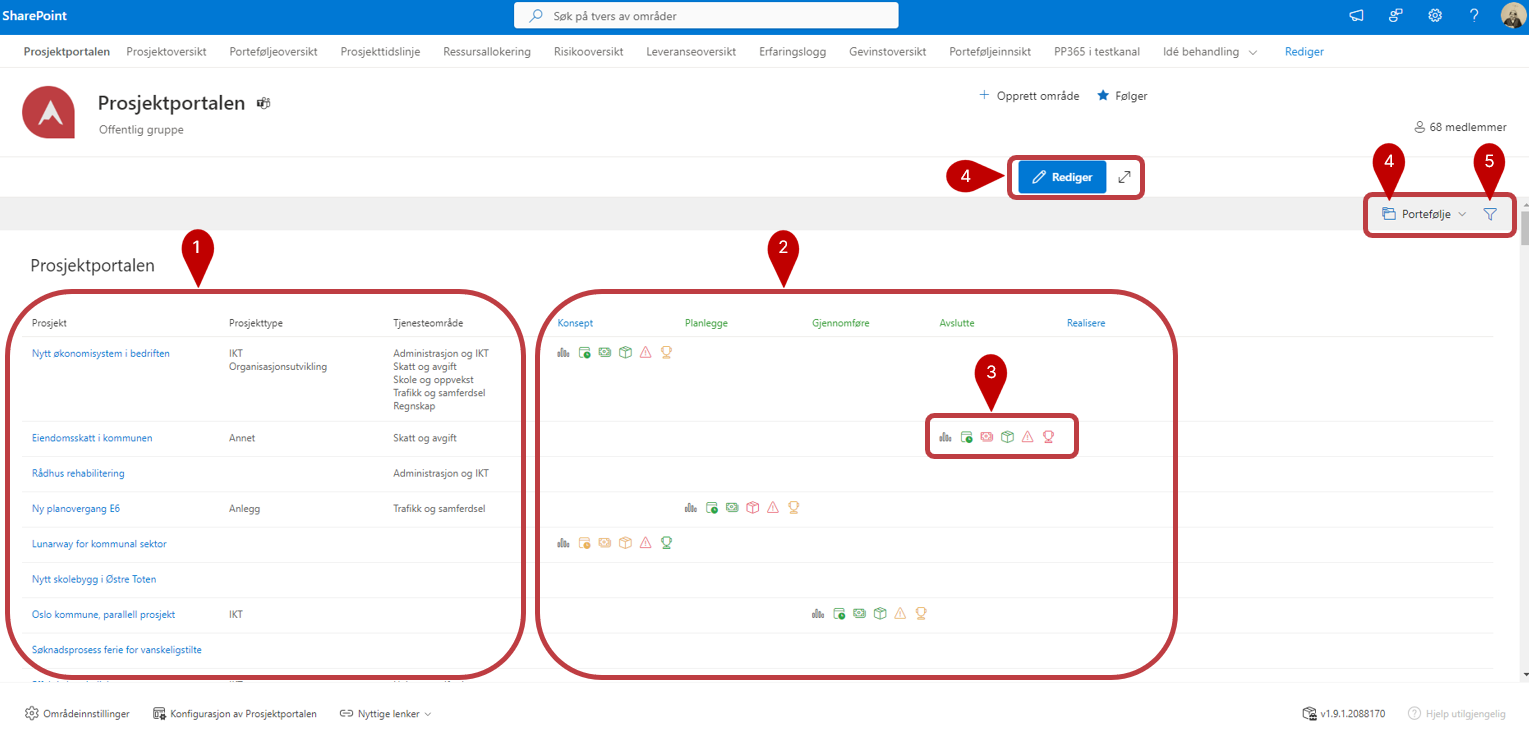 SharePoint
Søk på tvers av områder
?
Prosjektportalen Prosjektoversikt Porteføljeoversikt Prosjekttidslinje Ressursallokering Risikooversikt Leveranseoversikt Erfaringslogg Gevinstoversikt Porteføljeinnsikt PP365 i testkanal Idé behandling Rediger
Prosjektportalen
Offentlig gruppe
+ Opprett område Følger
68 medlemmer
4 Rediger
4 5
Portefølje
1 2
Prosjektportalen
Prosjekt Prosjekttype Tjenesteområde Konsept Planlegge Gjennomføre Avslutte Realisere
Nytt økonomisystem i bedriften IKT Administrasjon og IKT
Organisasjonsutvikling Skatt og avgift
Skole og oppvekst
Trafikk og samferdsel
Regnskap
3
Eiendomsskatt i kommunen Annet Skatt og avgift
Rådhus rehabilitering Administrasjon og IKT
Ny planovergang E6 Anlegg Trafikk og samferdsel
Lunarway for kommunal sektor
Nytt skolebygg i Østre Toten
Oslo kommune, parallell prosjekt IKT
Søknadsprosess ferie for vanskeligstilte
Områdeinnstillinger Konfigurasjon av Prosjektportalen Nyttige lenker v1.9.1.2088170 ? Hjelp utilgjengelig